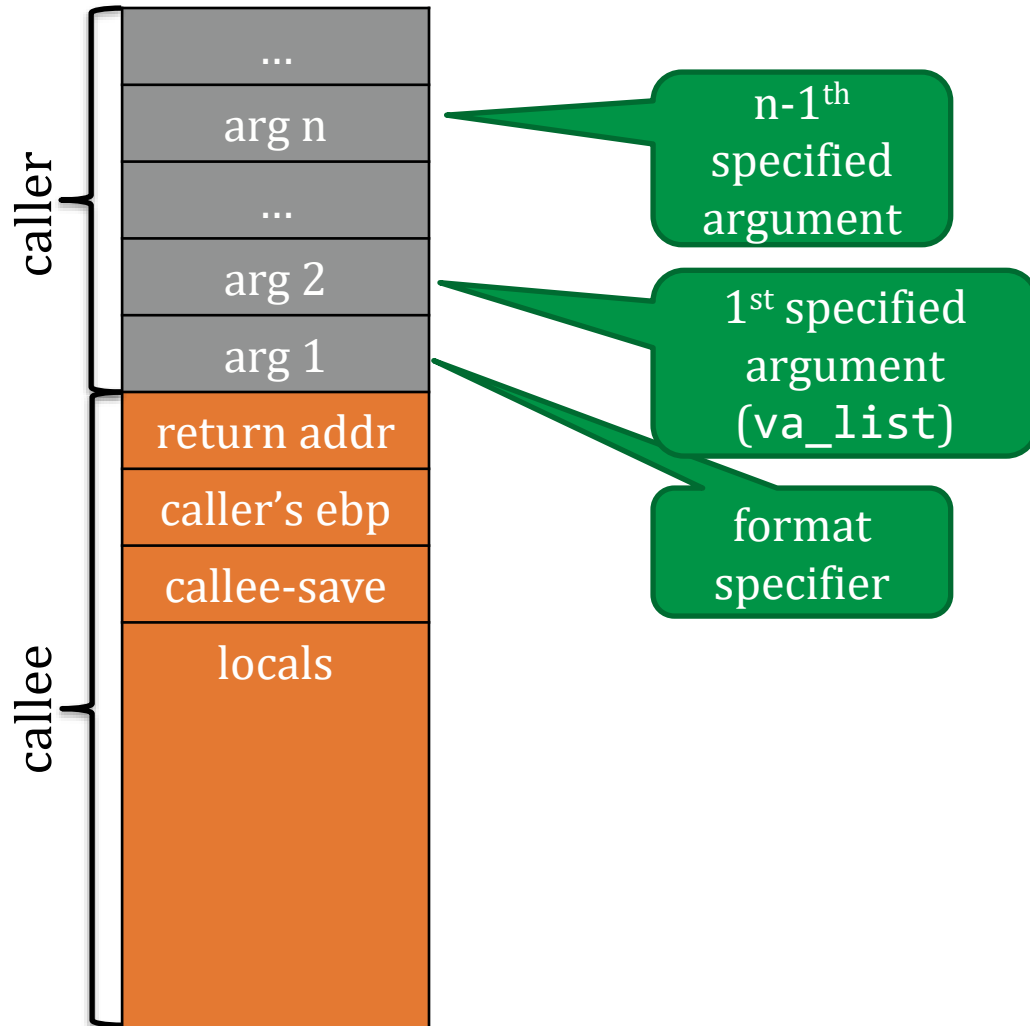 caller
…
arg n
…
arg 2
arg 1
callee
return addr
caller’s ebp
callee-save
locals
n-1th
specified
argument
1st specified
argument
(va_list)
format
specifier